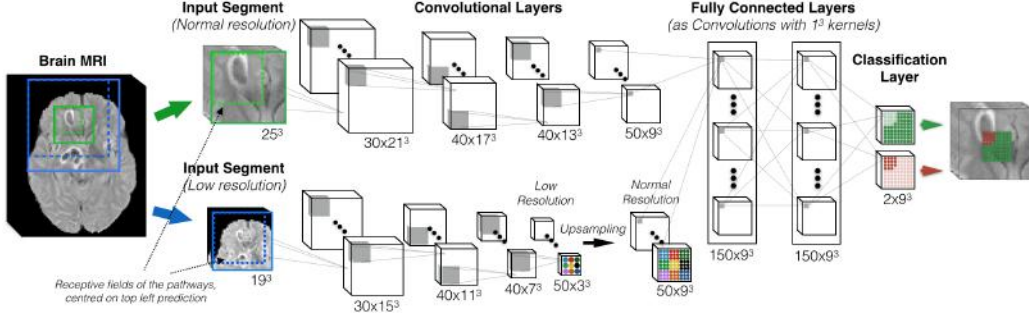 Input Segment
(Normal resolution)
Convolutional Layers
Fully Connected Layers
(as Convolutions with 1³ kernels)
Brain MRI
Classification
Layer
25³
30x21³
40x17³
40x13³
50x9³
2x9³
Input Segment
(Low resolution)
Low
Resolution
Upsampling
Normal
Resolution
Receptive fields of the pathways,
centred on top left prediction
19³
30x15³
40x11³
40x7³
50x3³
50x9³
150x9³
150x9³